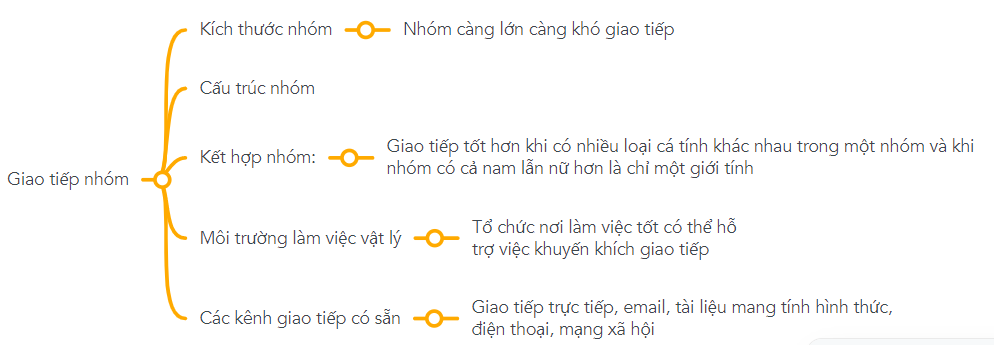 Kích thước nhóm
Nhóm càng lớn càng khó giao tiếp
Cấu trúc nhóm
Kết hợp nhóm:
Giao tiếp tốt hơn khi có nhiều loại cá tính khác nhau trong một nhóm và khi
nhóm có cả nam lẫn nữ hơn là chỉ một giới tính
Giao tiếp nhóm
Môi trường làm việc vật lý
Tổ chức nơi làm việc tốt có thể hỗ
trợ việc khuyến khích giao tiếp
Các kênh giao tiếp có sẵn
Giao tiếp trực tiếp, email, tài liệu mang tính hình thức,
điện thoại, mạng xã hội